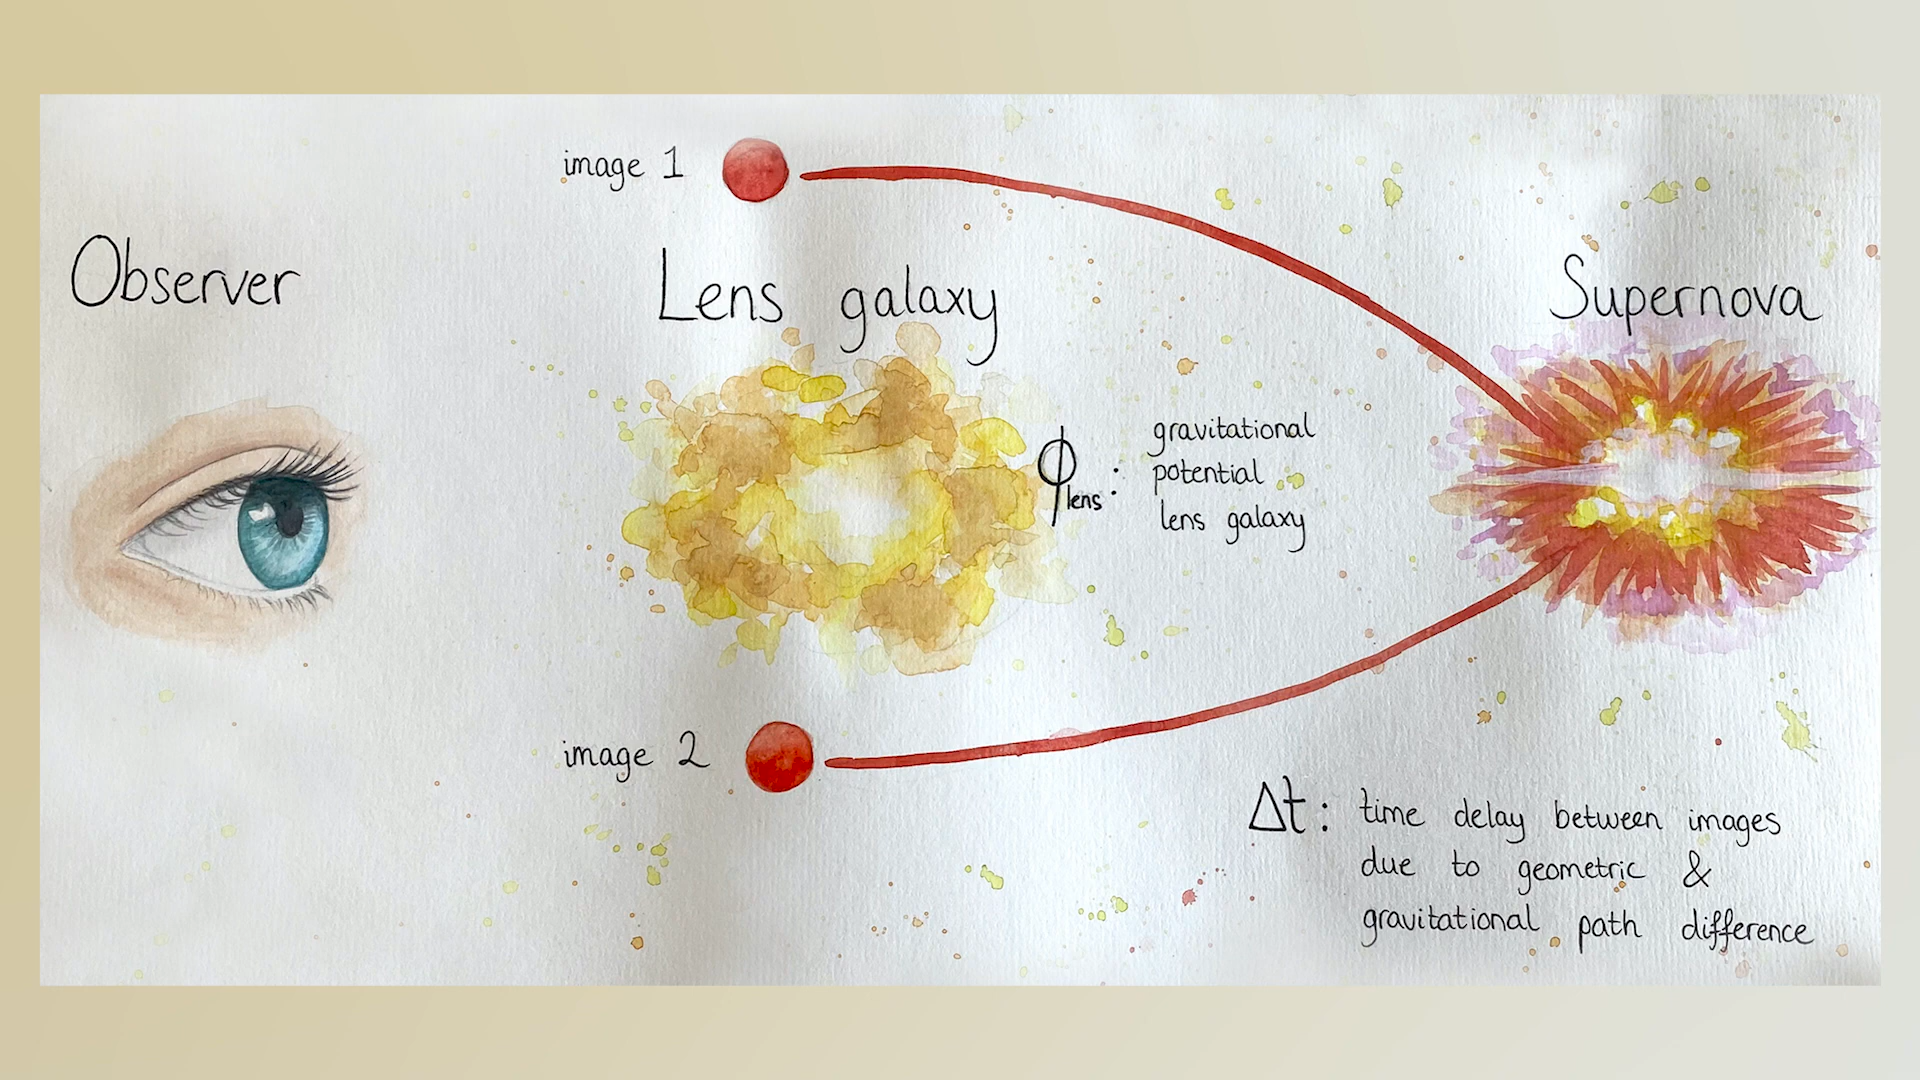 image 1
Observer
Lens galaxy
Supernova
ϕlens : gravitational
potential
lens galaxy
image 2
Δt : time delay between images
due to geometric &
gravitational path difference